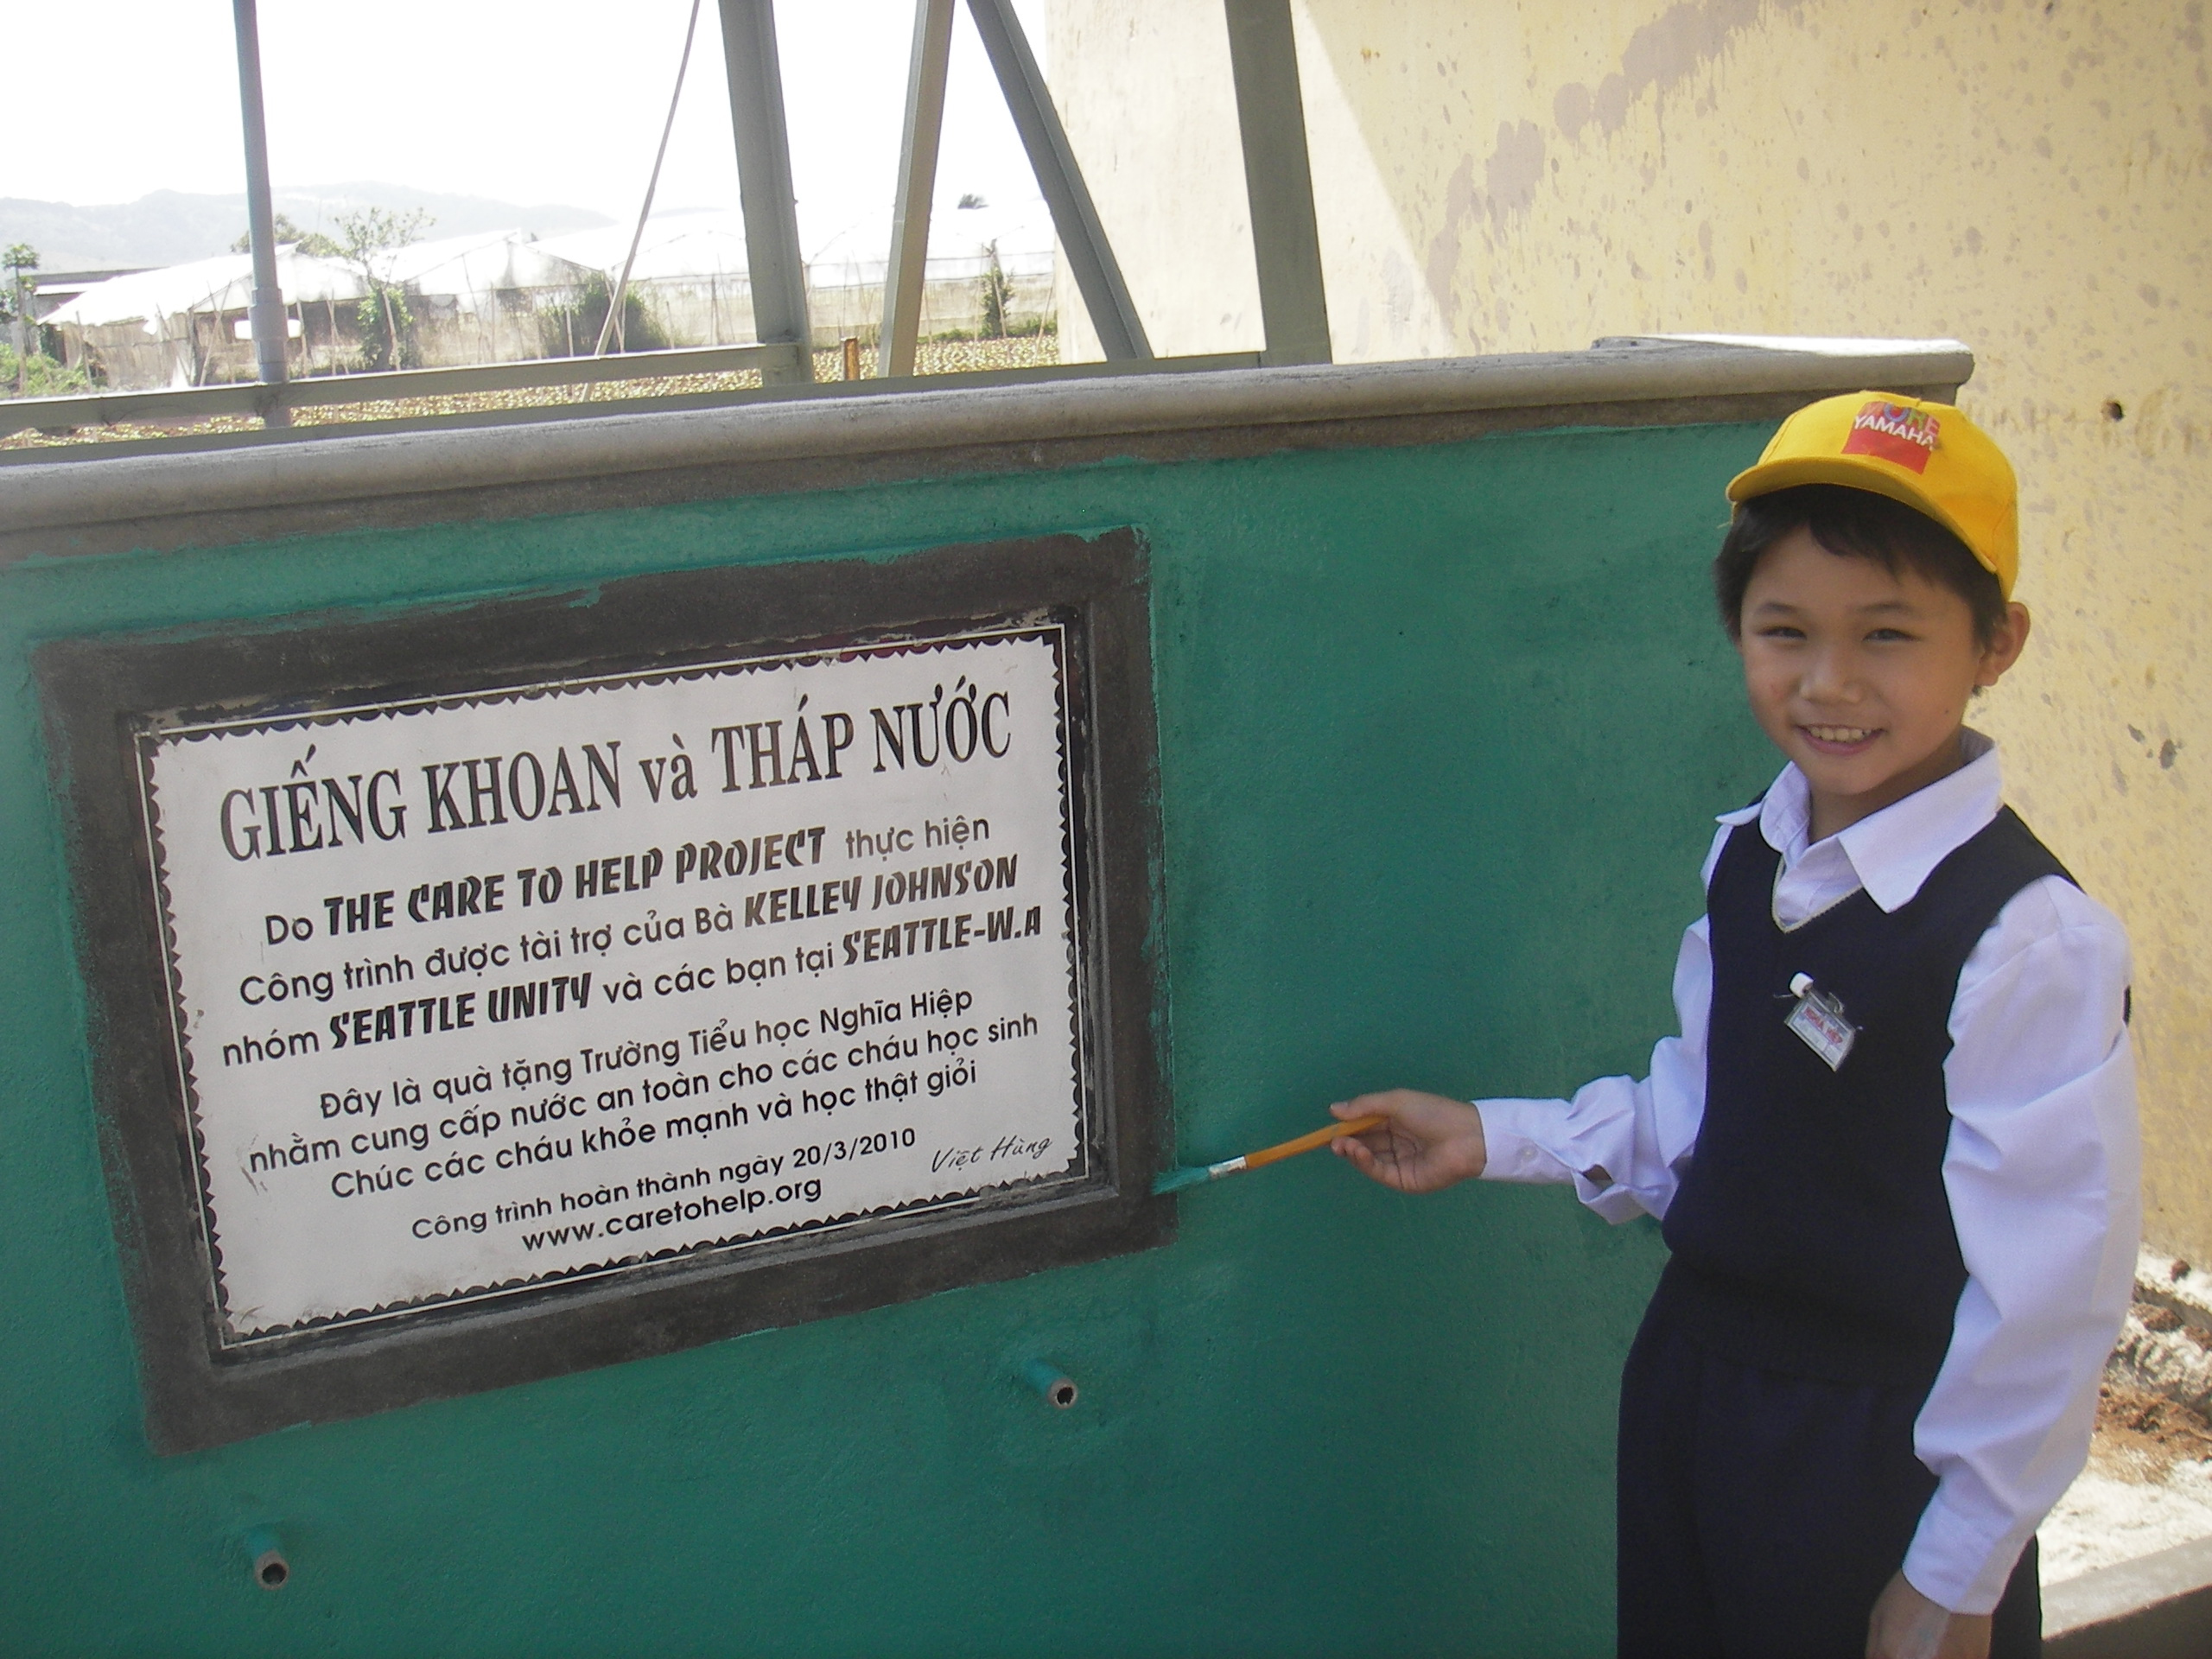 GIẾNG KHOAN và THÁP NƯỚC
Do THE CARE TO HELP PROJECT thực hiện
Công trình được tài trợ của Bà KELLEY JOHNSON
nhóm SEATTLE UNITY và các bạn tại SEATTLE-W.A
Đây là quà tặng Trường Tiểu học Nghĩa Hiệp
nhằm cung cấp nước an toàn cho các cháu học sinh
Chúc các cháu khỏe mạnh và học thật giỏi
Công trình hoàn thành ngày 20/3/2010
Việt Hùng
www.caretohelp.org
MORE
YAMAHA